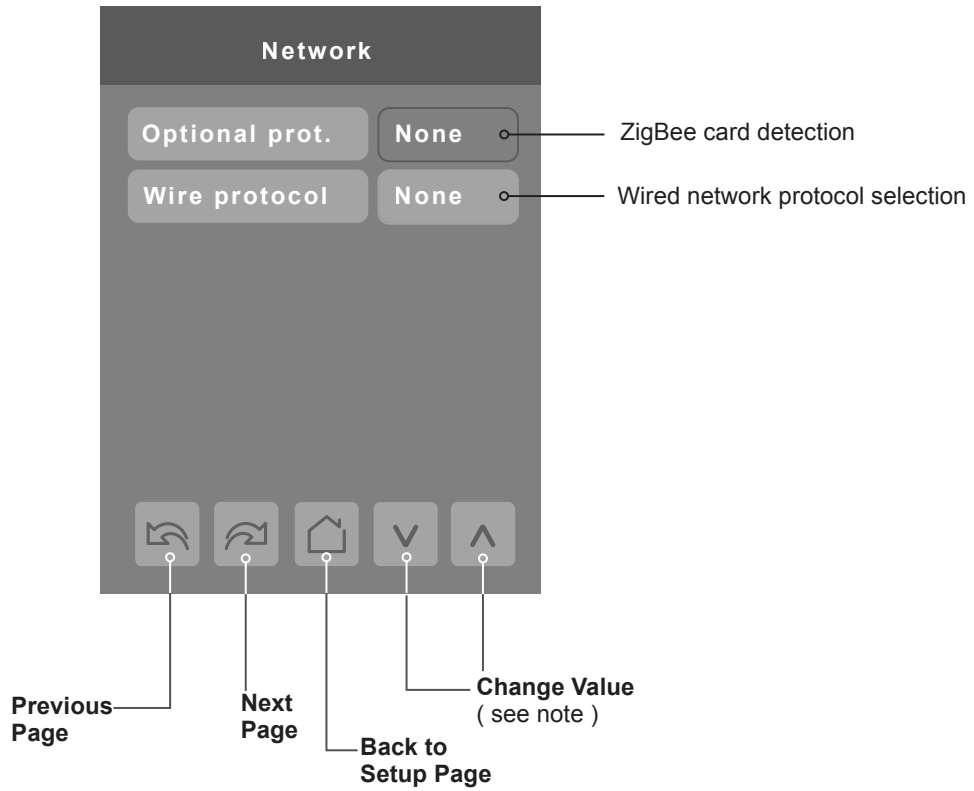 Network
Optional prot. None
ZigBee card detection
Wire protocol None
Wired network protocol selection
Previous
Page
Next
Page
Back to
Setup Page
Change Value
( see note )